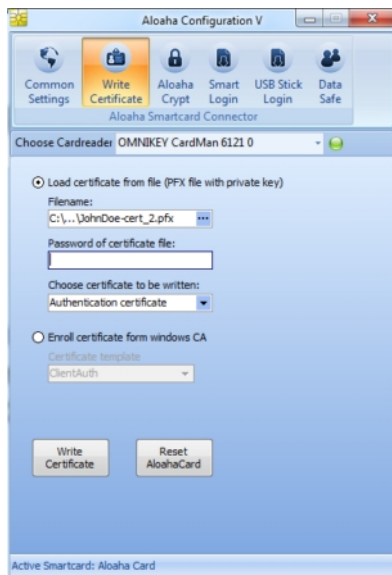 Aloaha Configuration V
Common Settings
Write Certificate
Aloaha Crypt
Smart Login
USB Stick Login
Data Safe
Aloaha Smartcard Connector
Choose Cardreader OMNIKEY CardMan 6121 0
Load certificate from file (PFX file with private key)
Filename:
C:\...\JohnDoe-cert_2.pfx
Password of certificate file:
Choose certificate to be written:
Authentication certificate
Enroll certificate form windows CA
Certificate template
ClientAuth
Write Certificate
Reset AloahaCard
Active Smartcard: Aloaha Card